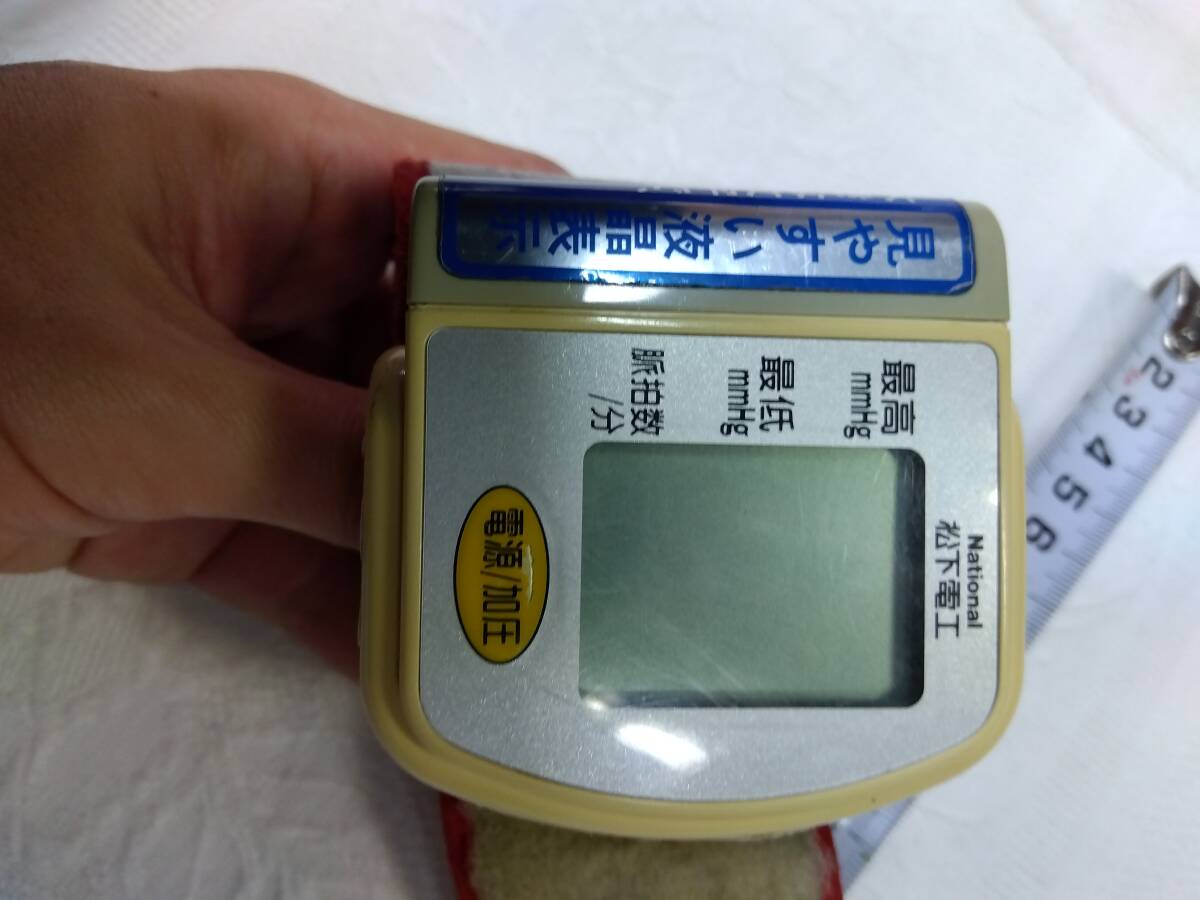 見やすい液晶表示
National
松下電工
最高
mmHg
最低
mmHg
脈拍数
/分
電源/加圧
2
3
4
5
6